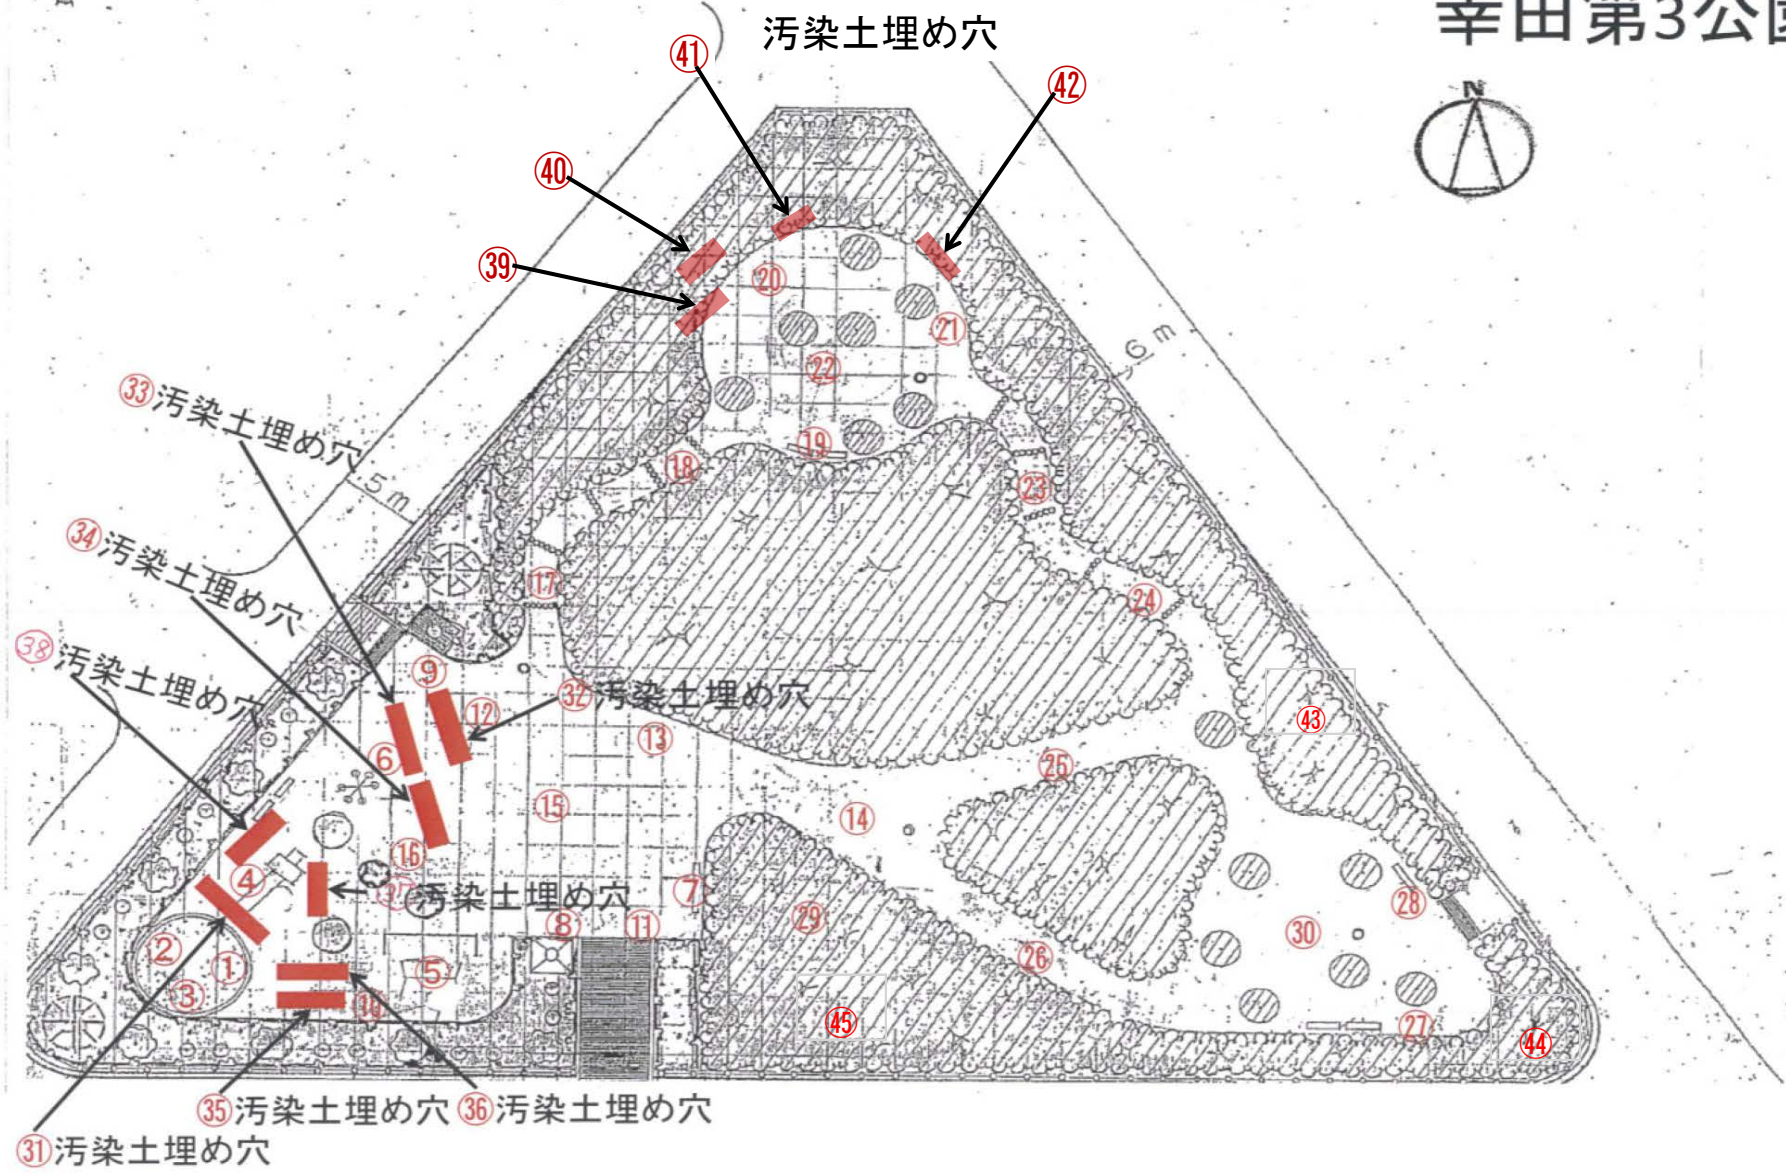 幸田第3公園
汚染土埋め穴
N
㊶
㊷
㊵
㊴
⑳
㉑
6m
㉒
㉝汚染土埋め穴
⑲
⑱
5m
㉓
㉞汚染土埋め穴
⑰
㉔
㊳汚染土埋め穴
⑨
㉜汚染土埋め穴
⑫
㊸
⑬
⑥
㉕
⑮
⑭
⑯
④
㊲汚染土埋め穴
⑦
㉘
㉙
⑧
⑪
㉚
②
①
⑤
㉖
③
⑩
㊺
㉗
㊹
㉟汚染土埋め穴
㊱汚染土埋め穴
㉛汚染土埋め穴